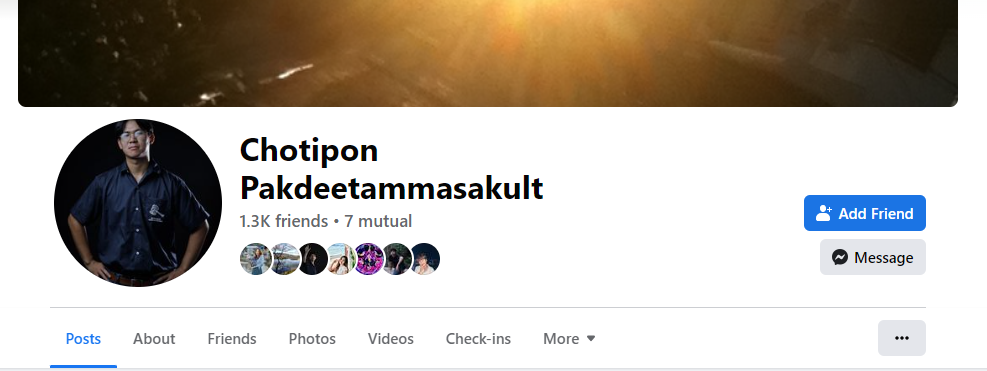 Chotipon
Pakdeetammasakult
1.3K friends • 7 mutual
Add Friend
Message
Posts About Friends Photos Videos Check-ins More